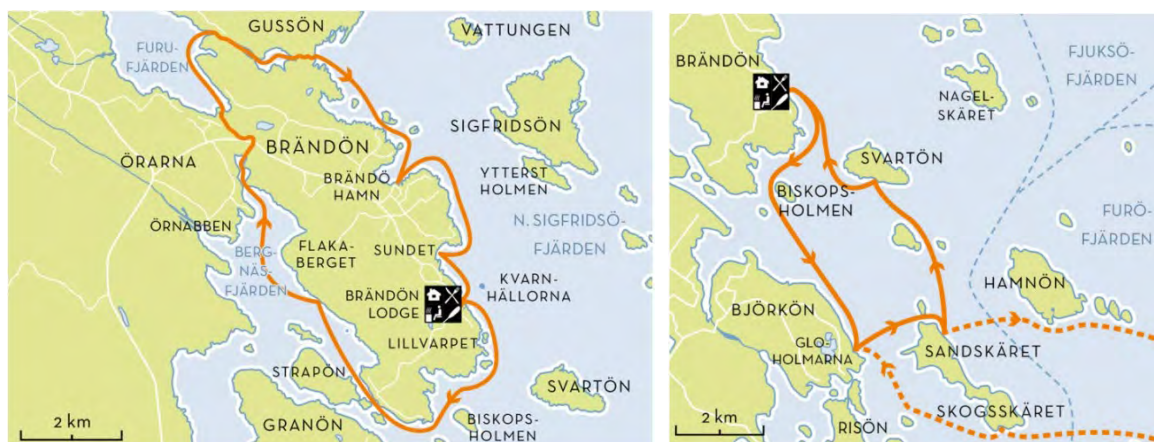 GUSSÖN
VATTUNGEN
FURU-
FJÄRDEN
SIGFRIDSÖN
BRÄNDÖN
ÖRARNA
BRÄNDÖ
HAMN
YTTERST
HOLMEN
ÖRNABBEN
N. SIGFRIDSÖ-
FJÄRDEN
BERG-
NÄS-
FJÄRDEN
FLAKA-
BERGET
SUNDET
KVARN-
HÄLLORNA
BRÄNDÖN
LODGE
LILLVARPET
STRAPÖN
SVARTÖN
GRANÖN
BISKOPS-
HOLMEN
2 km
BRÄNDÖN
FJUKSÖ-
FJÄRDEN
NAGEL-
SKÄRET
SVARTÖN
BISKOPS-
HOLMEN
FURÖ-
FJÄRDEN
HAMNÖN
BJÖRKÖN
GLO-
HOLMARNA
SANDSKÄRET
SKOGSSKÄRET
RISÖN
2 km